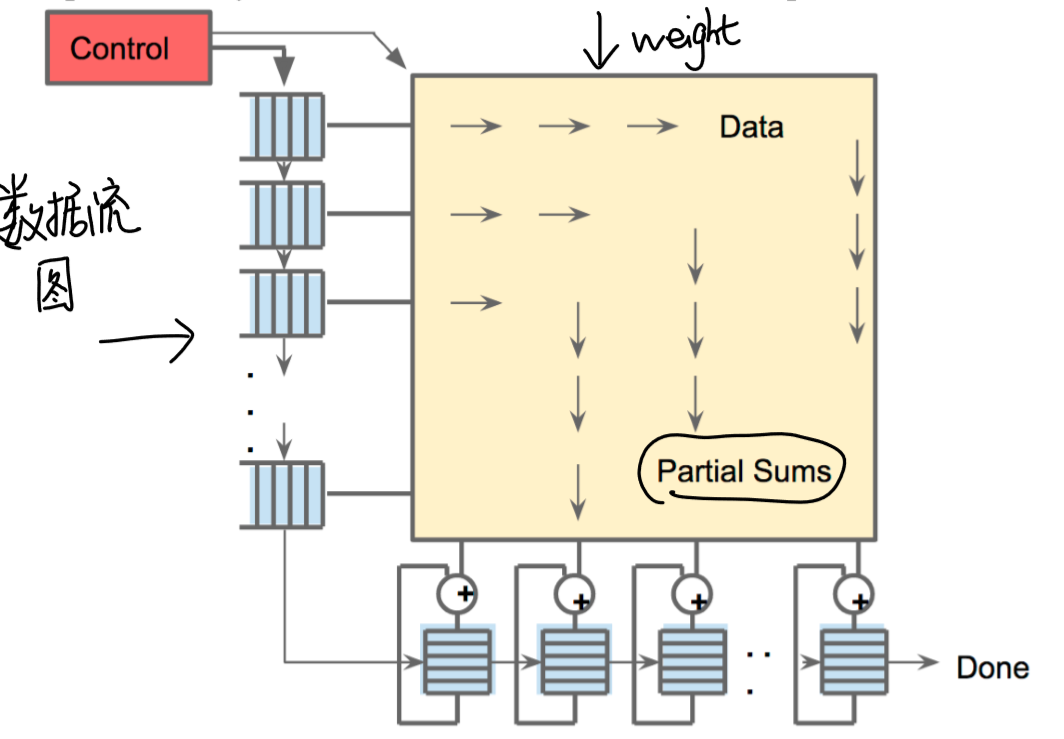 Control
weight
Data
数据流
图
Partial Sums
+
+
+
+
Done